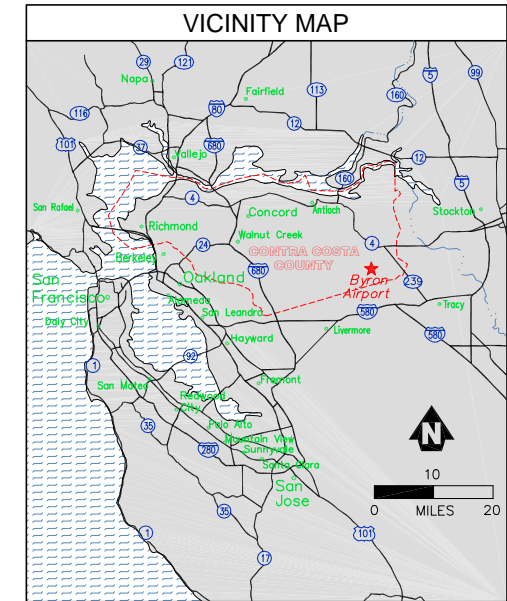 VICINITY MAP
29
121
Napa
80
Fairfield
113
160
5
99
116
12
101
37
Vallejo
680
12
160
5
San Rafael
4
Concord
Antioch
Stockton
Richmond
24
Walnut Creek
4
Berkeley
CONTRA COSTA
COUNTY
680
San
Francisco
Oakland
Byron
Airport
239
Alameda
580
Tracy
San Leandro
Daly City
Livermore
580
Hayward
92
1
San Mateo
Fremont
Redwood
City
35
Palo Alto
Mountain View
280
Sunnyvale
Santa Clara
N
San
Jose
10
0 MILES 20
35
1
101
17